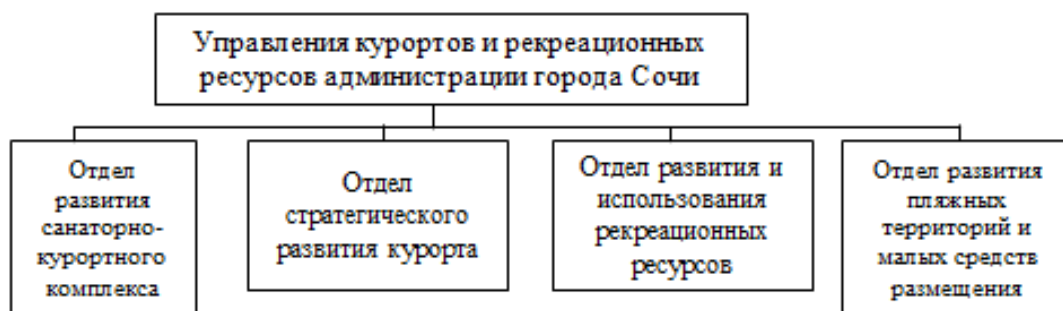 Управления курортов и рекреационных
ресурсов администрации города Сочи
Отдел
развития
санаторно-
курортного
комплекса
Отдел
стратегического
развития курорта
Отдел развития и
использования
рекреационных
ресурсов
Отдел развития
пляжных
территорий и
малых средств
размещения